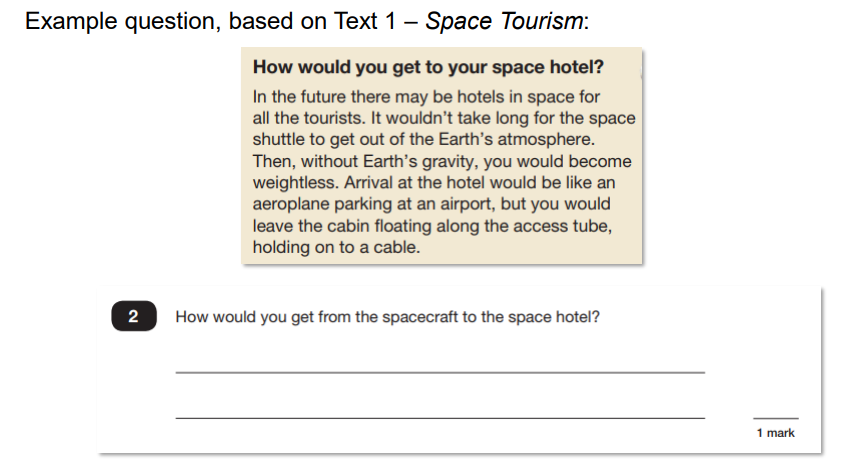 Example question, based on Text 1 – Space Tourism:
How would you get to your space hotel?
In the future there may be hotels in space for
all the tourists. It wouldn't take long for the space
shuttle to get out of the Earth's atmosphere.
Then, without Earth's gravity, you would become
weightless. Arrival at the hotel would be like an
aeroplane parking at an airport, but you would
leave the cabin floating along the access tube,
holding on to a cable.
2 How would you get from the spacecraft to the space hotel?
1 mark